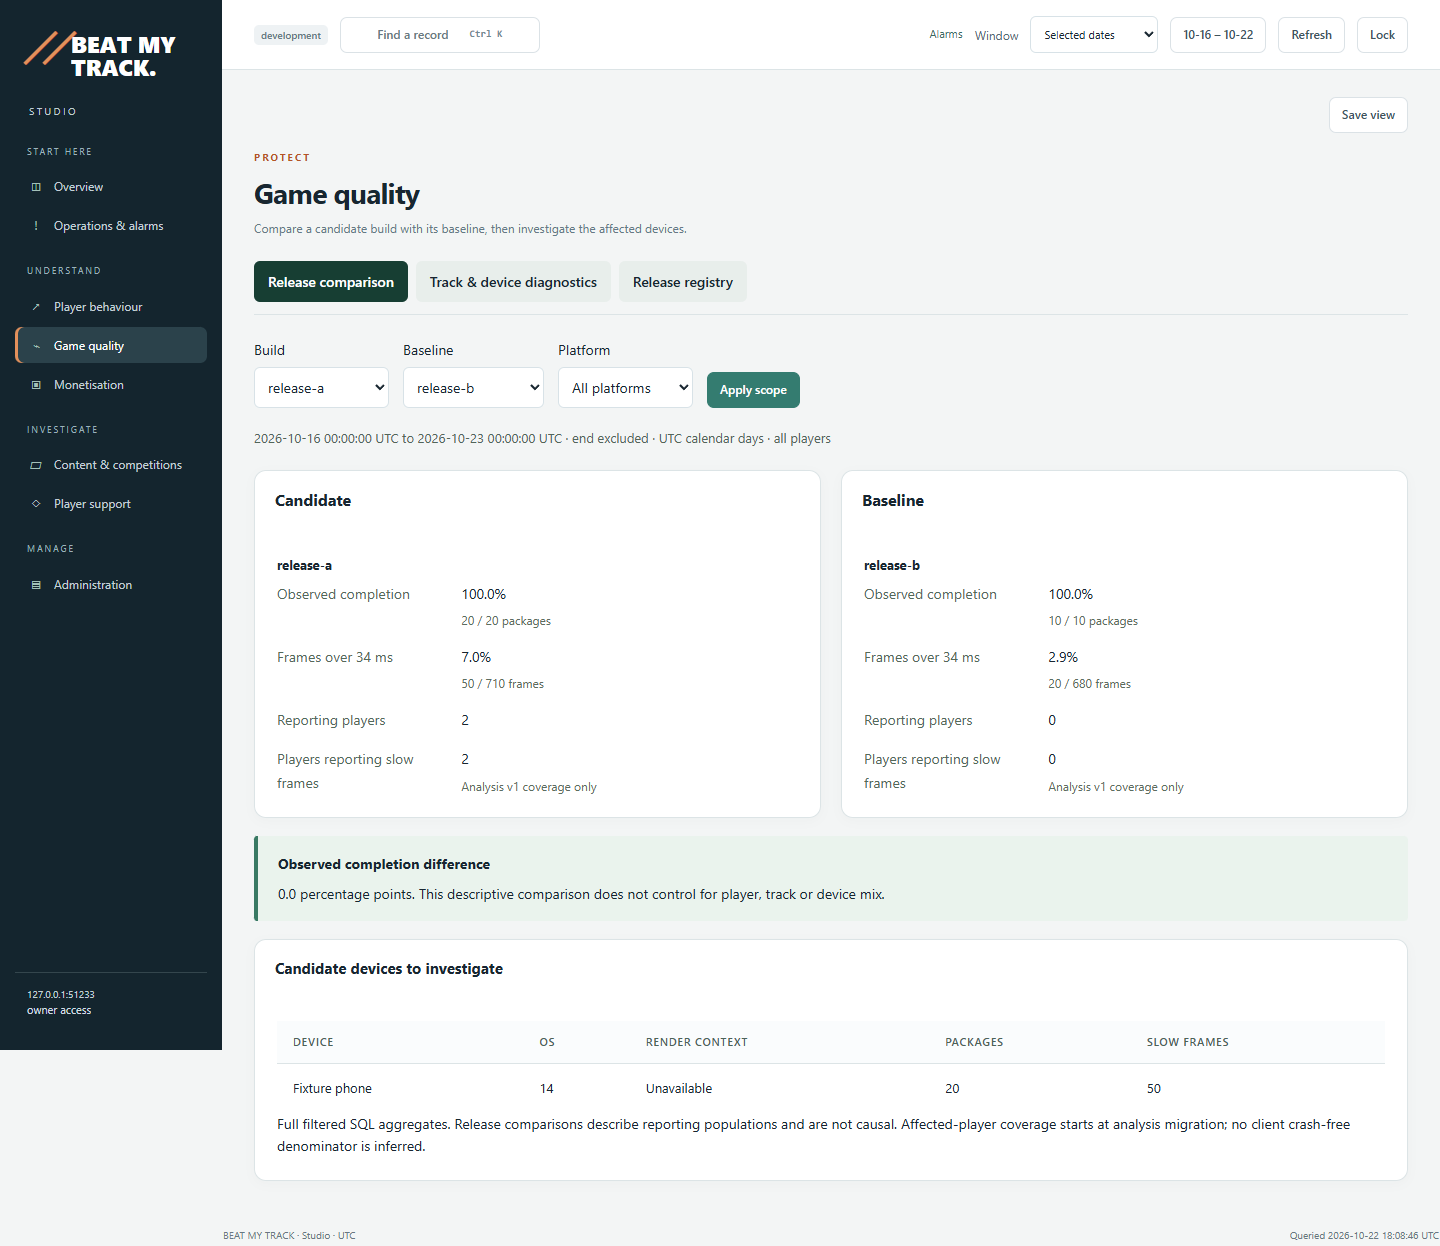 BEAT MY
TRACK.
STUDIO
START HERE
Overview
! Operations & alarms
UNDERSTAND
Player behaviour
Game quality
Monetisation
INVESTIGATE
Content & competitions
Player support
MANAGE
Administration
127.0.0.1:51233
owner access
development
Find a record Ctrl K
Alarms
Window
Selected dates
10-16 – 10-22
Refresh
Lock
Save view
PROTECT
Game quality
Compare a candidate build with its baseline, then investigate the affected devices.
Release comparison
Track & device diagnostics
Release registry
Build Baseline Platform
release-a release-b All platforms Apply scope
2026-10-16 00:00:00 UTC to 2026-10-23 00:00:00 UTC · end excluded · UTC calendar days · all players
Candidate
release-a
Observed completion 100.0%
20 / 20 packages
Frames over 34 ms 7.0%
50 / 710 frames
Reporting players 2
Players reporting slow 2
frames Analysis v1 coverage only
Baseline
release-b
Observed completion 100.0%
10 / 10 packages
Frames over 34 ms 2.9%
20 / 680 frames
Reporting players 0
Players reporting slow 0
frames Analysis v1 coverage only
Observed completion difference
0.0 percentage points. This descriptive comparison does not control for player, track or device mix.
Candidate devices to investigate
DEVICE OS RENDER CONTEXT PACKAGES SLOW FRAMES
Fixture phone 14 Unavailable 20 50
Full filtered SQL aggregates. Release comparisons describe reporting populations and are not causal. Affected-player coverage starts at analysis migration; no client crash-free
denominator is inferred.
BEAT MY TRACK · Studio · UTC
Queried 2026-10-22 18:08:46 UTC